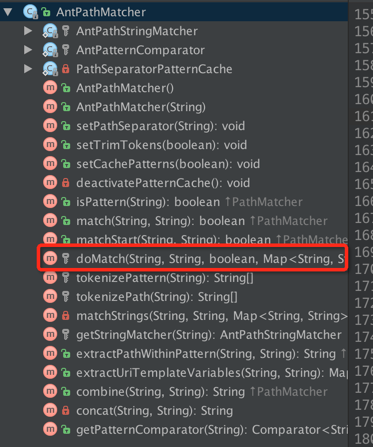 AntPathMatcher
AntPathStringMatcher
AntPatternComparator
PathSeparatorPatternCache
AntPathMatcher()
AntPathMatcher(String)
setPathSeparator(String): void
setTrimTokens(boolean): void
setCachePatterns(boolean): void
deactivatePatternCache(): void
isPattern(String): boolean ↑PathMatcher
match(String, String): boolean ↑PathMatcher
matchStart(String, String): boolean ↑PathMatche
doMatch(String, String, boolean, Map<String, S
tokenizePattern(String): String[]
tokenizePath(String): String[]
matchStrings(String, String, Map<String, String>
getStringMatcher(String): AntPathStringMatcher
extractPathWithinPattern(String, String): String ↑
extractUriTemplateVariables(String, String): Ma
combine(String, String): String ↑PathMatcher
concat(String, String): String
getPatternComparator(String): Comparator<Stri
155
156
157
158
159
160
161
162
163
164
165
166
167
168
169
170
171
172
173
174
175
176
177
178
179
180